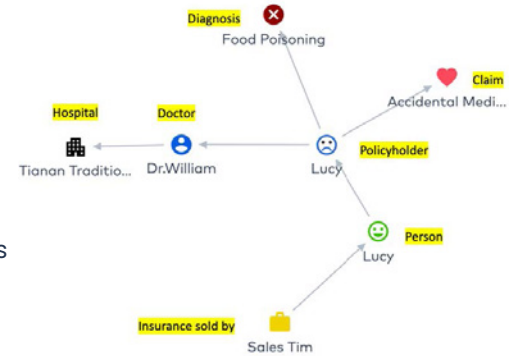 Diagnosis
Food Poisoning
Claim
Accidental Medi...
Hospital
Doctor
Tianan Traditio...
Dr.William
Policyholder
Lucy
s
Person
Lucy
Insurance sold by
Sales Tim